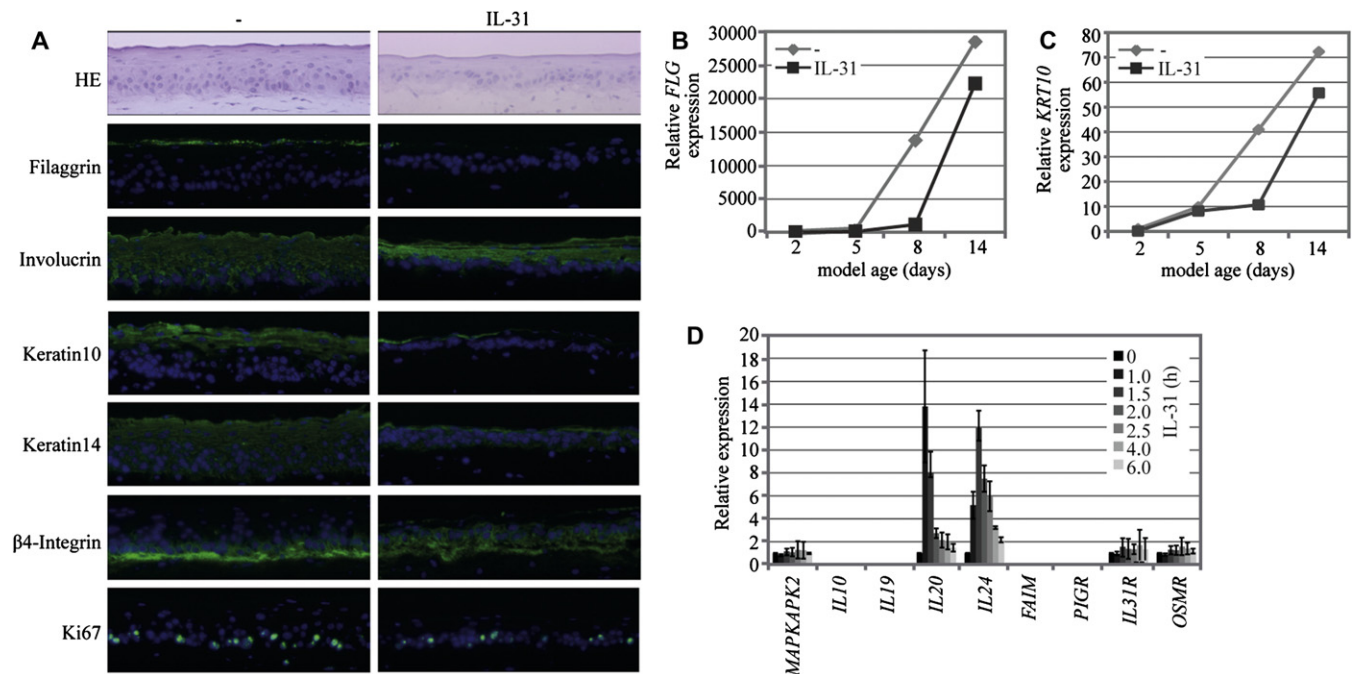 A
-
IL-31
HE
Filaggrin
Involucrin
Keratin10
Keratin14
β4-Integrin
Ki67
B
Relative FLG
expression
30000
25000
20000
15000
10000
5000
0
-
IL-31
2 5 8 14
model age (days)
C
Relative KRT10
expression
80
70
60
50
40
30
20
10
0
-
IL-31
2 5 8 14
model age (days)
D
Relative expression
20
18
16
14
12
10
8
6
4
2
0
0
1.0
1.5
2.0
2.5
4.0
6.0
IL-31 (h)
MAPKAPK2
IL10
IL19
IL20
IL24
FAIM
PIGR
IL31R
OSMR